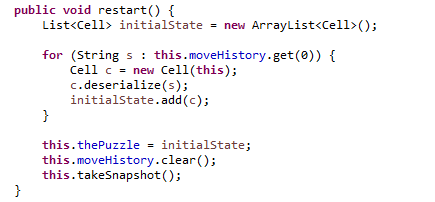 public void restart() {
    List<Cell> initialState = new ArrayList<Cell>();

    for (String s : this.moveHistory.get(0)) {
        Cell c = new Cell(this);
        c.deserialize(s);
        initialState.add(c);
    }

    this.thePuzzle = initialState;
    this.moveHistory.clear();
    this.takeSnapshot();
}